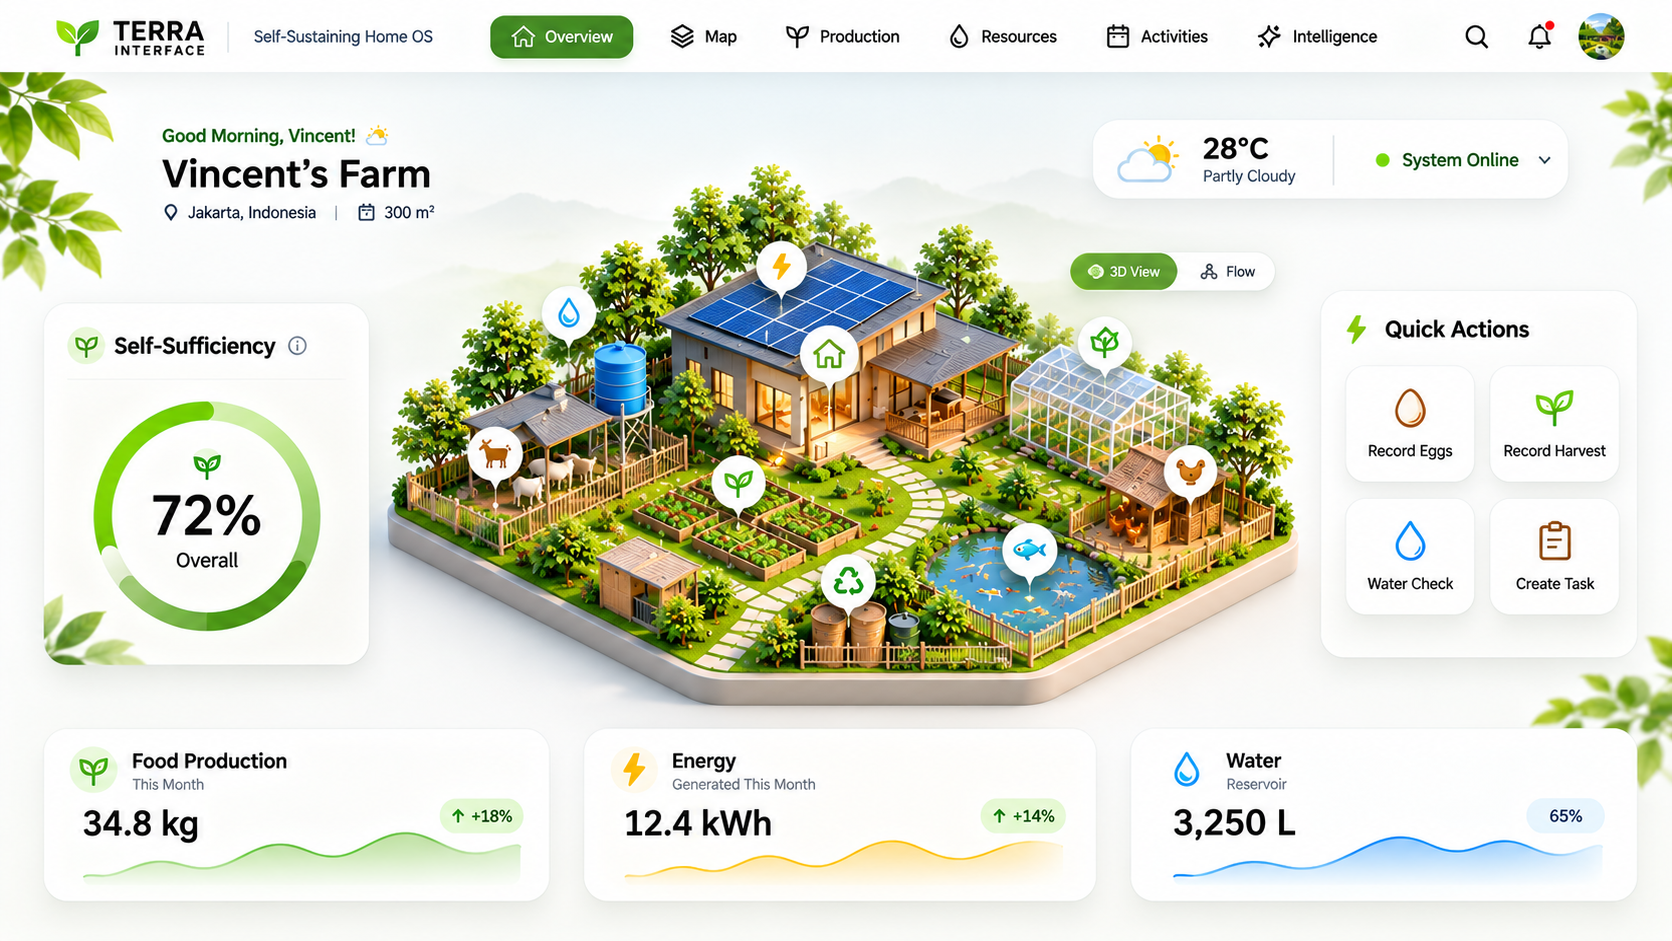 TERRA
INTERFACE
Self-Sustaining Home OS
Overview
Map
Production
Resources
Activities
Intelligence
Good Morning, Vincent!
Vincent's Farm
Jakarta, Indonesia | 300 m²
28°C
Partly Cloudy
System Online
3D View
Flow
Self-Sufficiency
72%
Overall
Quick Actions
Record Eggs
Record Harvest
Water Check
Create Task
Food Production
This Month
34.8 kg
+18%
Energy
Generated This Month
12.4 kWh
+14%
Water
Reservoir
3,250 L
65%